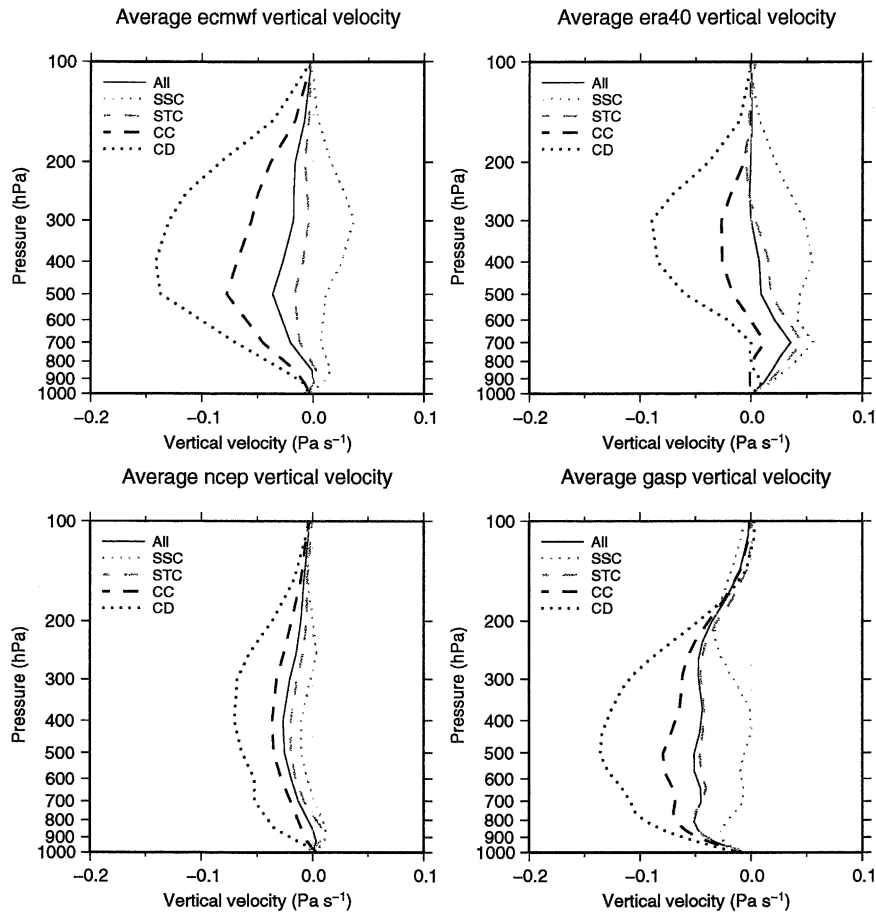 Average ecmwf vertical velocity
100
200
300
400
500
600
700
800
900
1000
Pressure (hPa)
All
SSC
STC
CC
CD
−0.2
−0.1
0.0
0.1
Vertical velocity (Pa s⁻¹)
Average era40 vertical velocity
100
200
300
400
500
600
700
800
900
1000
Pressure (hPa)
All
SSC
STC
CC
CD
−0.2
−0.1
0.0
0.1
Vertical velocity (Pa s⁻¹)
Average ncep vertical velocity
100
200
300
400
500
600
700
800
900
1000
Pressure (hPa)
All
SSC
STC
CC
CD
−0.2
−0.1
0.0
0.1
Vertical velocity (Pa s⁻¹)
Average gasp vertical velocity
100
200
300
400
500
600
700
800
900
1000
Pressure (hPa)
All
SSC
STC
CC
CD
−0.2
−0.1
0.0
0.1
Vertical velocity (Pa s⁻¹)